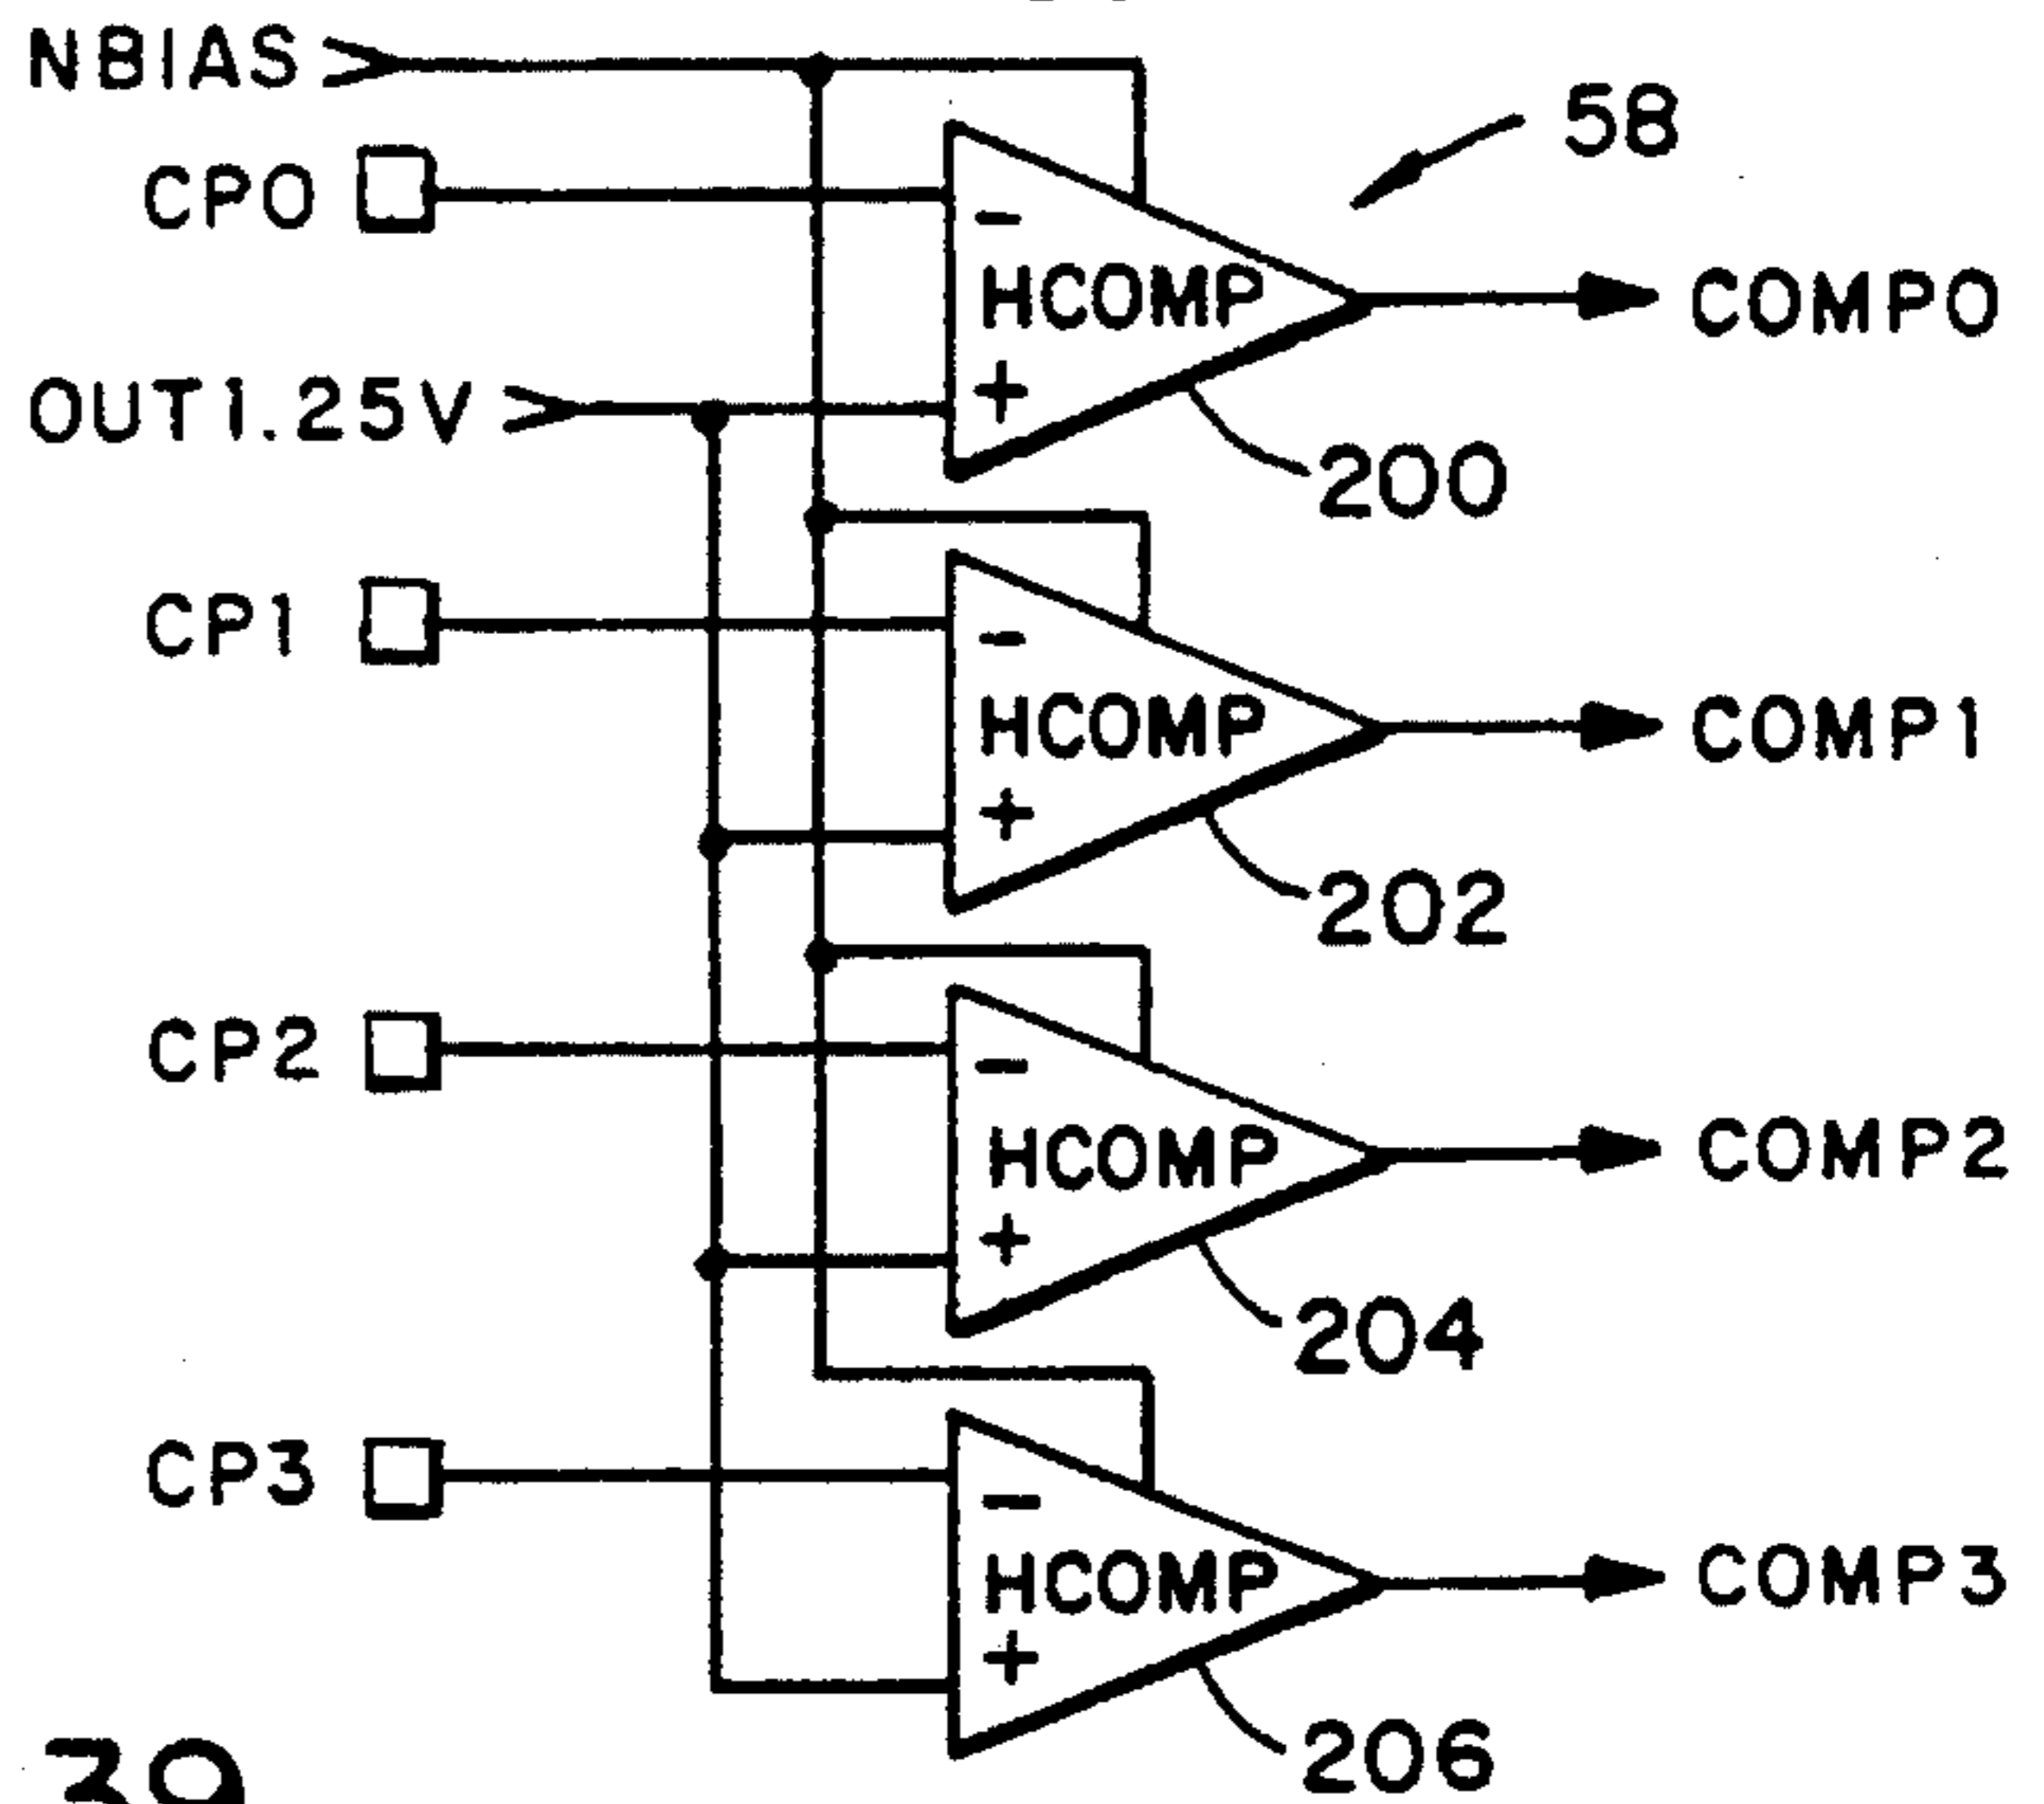 NBIAS
58
CP0
-
HCOMP
COMP0
OUT1.25V
+
200
CP1
-
HCOMP
COMP1
+
202
CP2
-
HCOMP
COMP2
+
204
CP3
-
HCOMP
COMP3
+
206